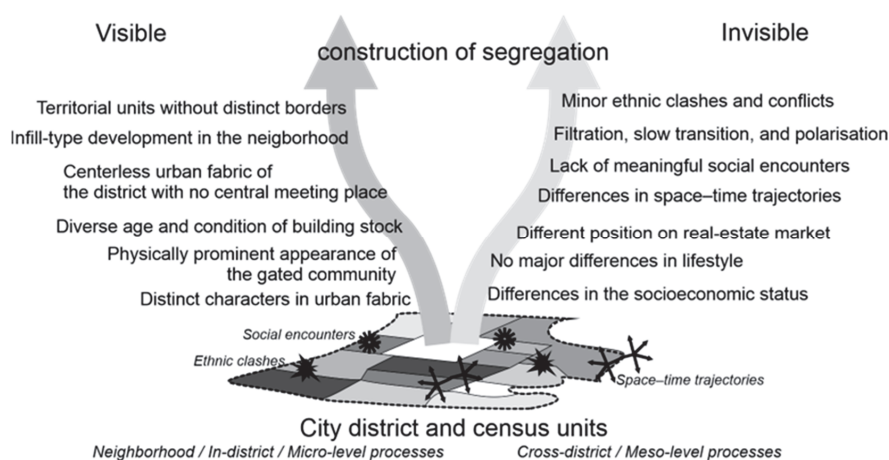 Visible
Invisible
construction of segregation
Territorial units without distinct borders
Infill-type development in the neigborhood
Centerless urban fabric of
the district with no central meeting place
Diverse age and condition of building stock
Physically prominent appearance of
the gated community
Distinct characters in urban fabric
Minor ethnic clashes and conflicts
Filtration, slow transition, and polarisation
Lack of meaningful social encounters
Differences in space–time trajectories
Different position on real-estate market
No major differences in lifestyle
Differences in the socioeconomic status
Social encounters
Ethnic clashes
Space–time trajectories
City district and census units
Neighborhood / In-district / Micro-level processes
Cross-district / Meso-level processes